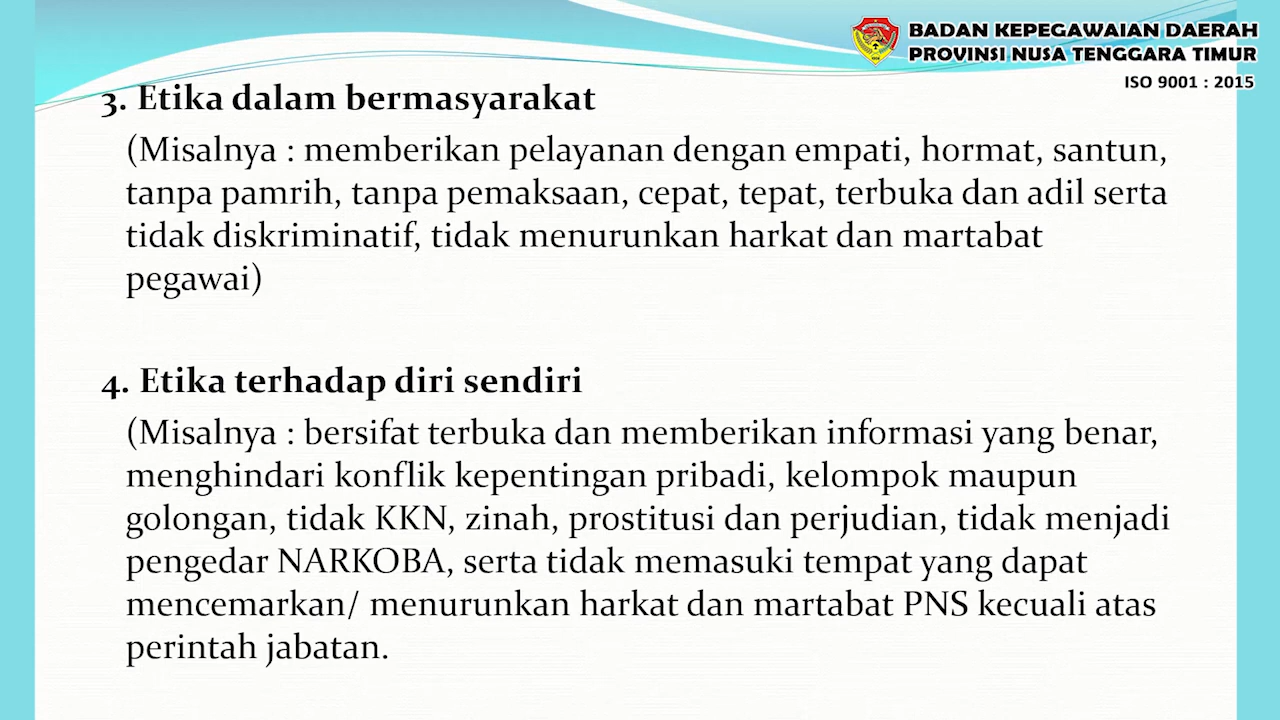 BADAN KEPEGAWAIAN DAERAH
PROVINSI NUSA TENGGARA TIMUR
ISO 9001 : 2015
3. Etika dalam bermasyarakat
(Misalnya : memberikan pelayanan dengan empati, hormat, santun,
tanpa pamrih, tanpa pemaksaan, cepat, tepat, terbuka dan adil serta
tidak diskriminatif, tidak menurunkan harkat dan martabat
pegawai)
4. Etika terhadap diri sendiri
(Misalnya : bersifat terbuka dan memberikan informasi yang benar,
menghindari konflik kepentingan pribadi, kelompok maupun
golongan, tidak KKN, zinah, prostitusi dan perjudian, tidak menjadi
pengedar NARKOBA, serta tidak memasuki tempat yang dapat
mencemarkan/ menurunkan harkat dan martabat PNS kecuali atas
perintah jabatan.